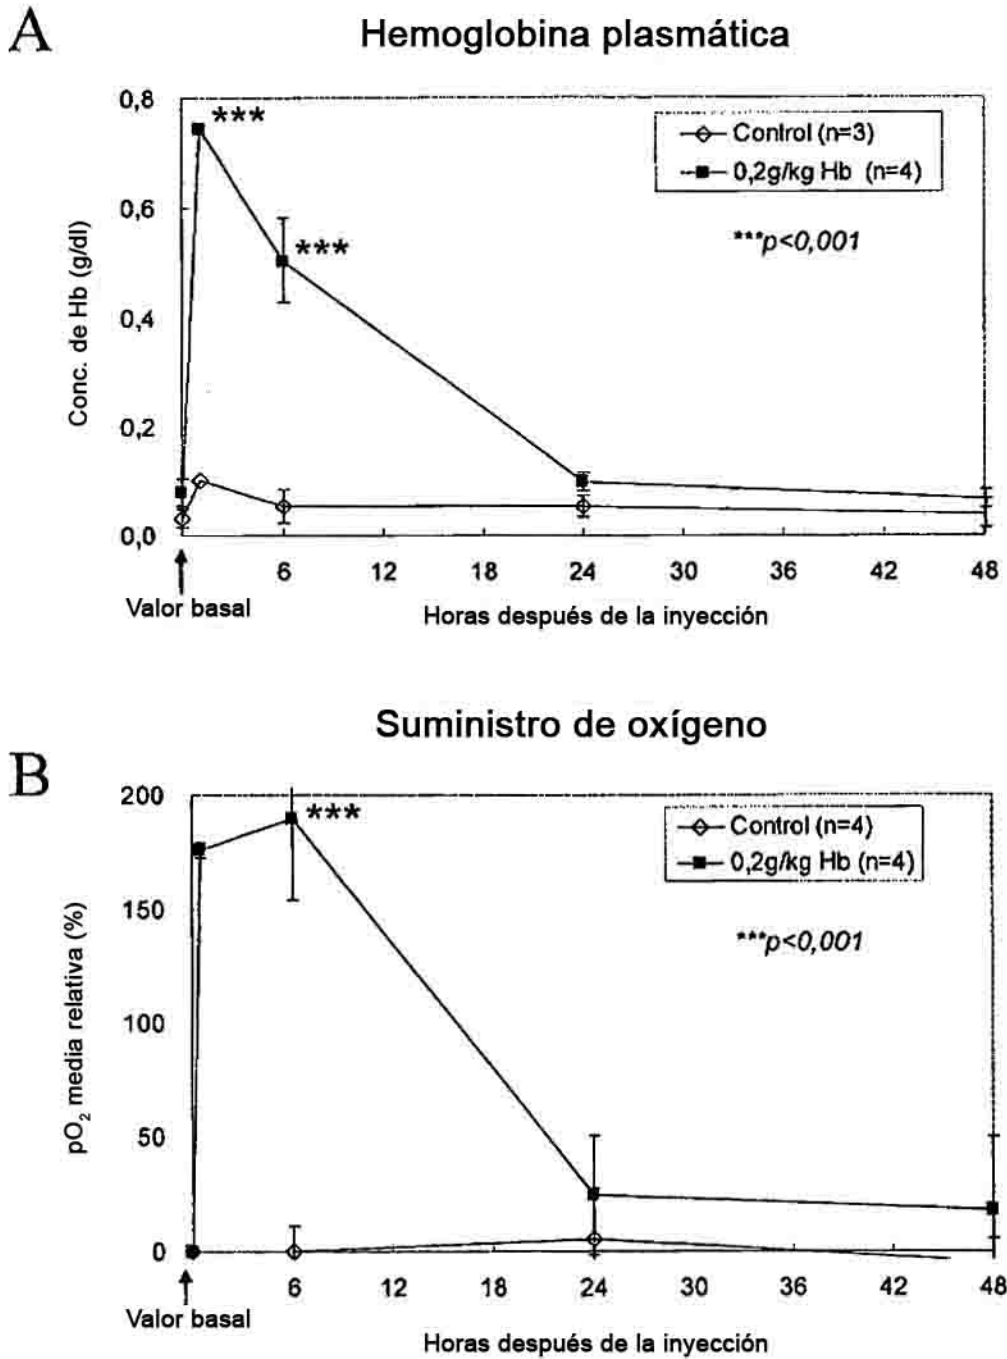 A
Hemoglobina plasmática
0,8
0,6
0,4
0,2
0,0
Conc. de Hb (g/dl)
***
***
Control (n=3)
0,2g/kg Hb (n=4)
***p<0,001
6 12 18 24 30 36 42 48
Valor basal
Horas después de la inyección
B
Suministro de oxígeno
200
150
100
50
0
pO₂ media relativa (%)
***
Control (n=4)
0,2g/kg Hb (n=4)
***p<0,001
6 12 18 24 30 36 42 48
Valor basal
Horas después de la inyección